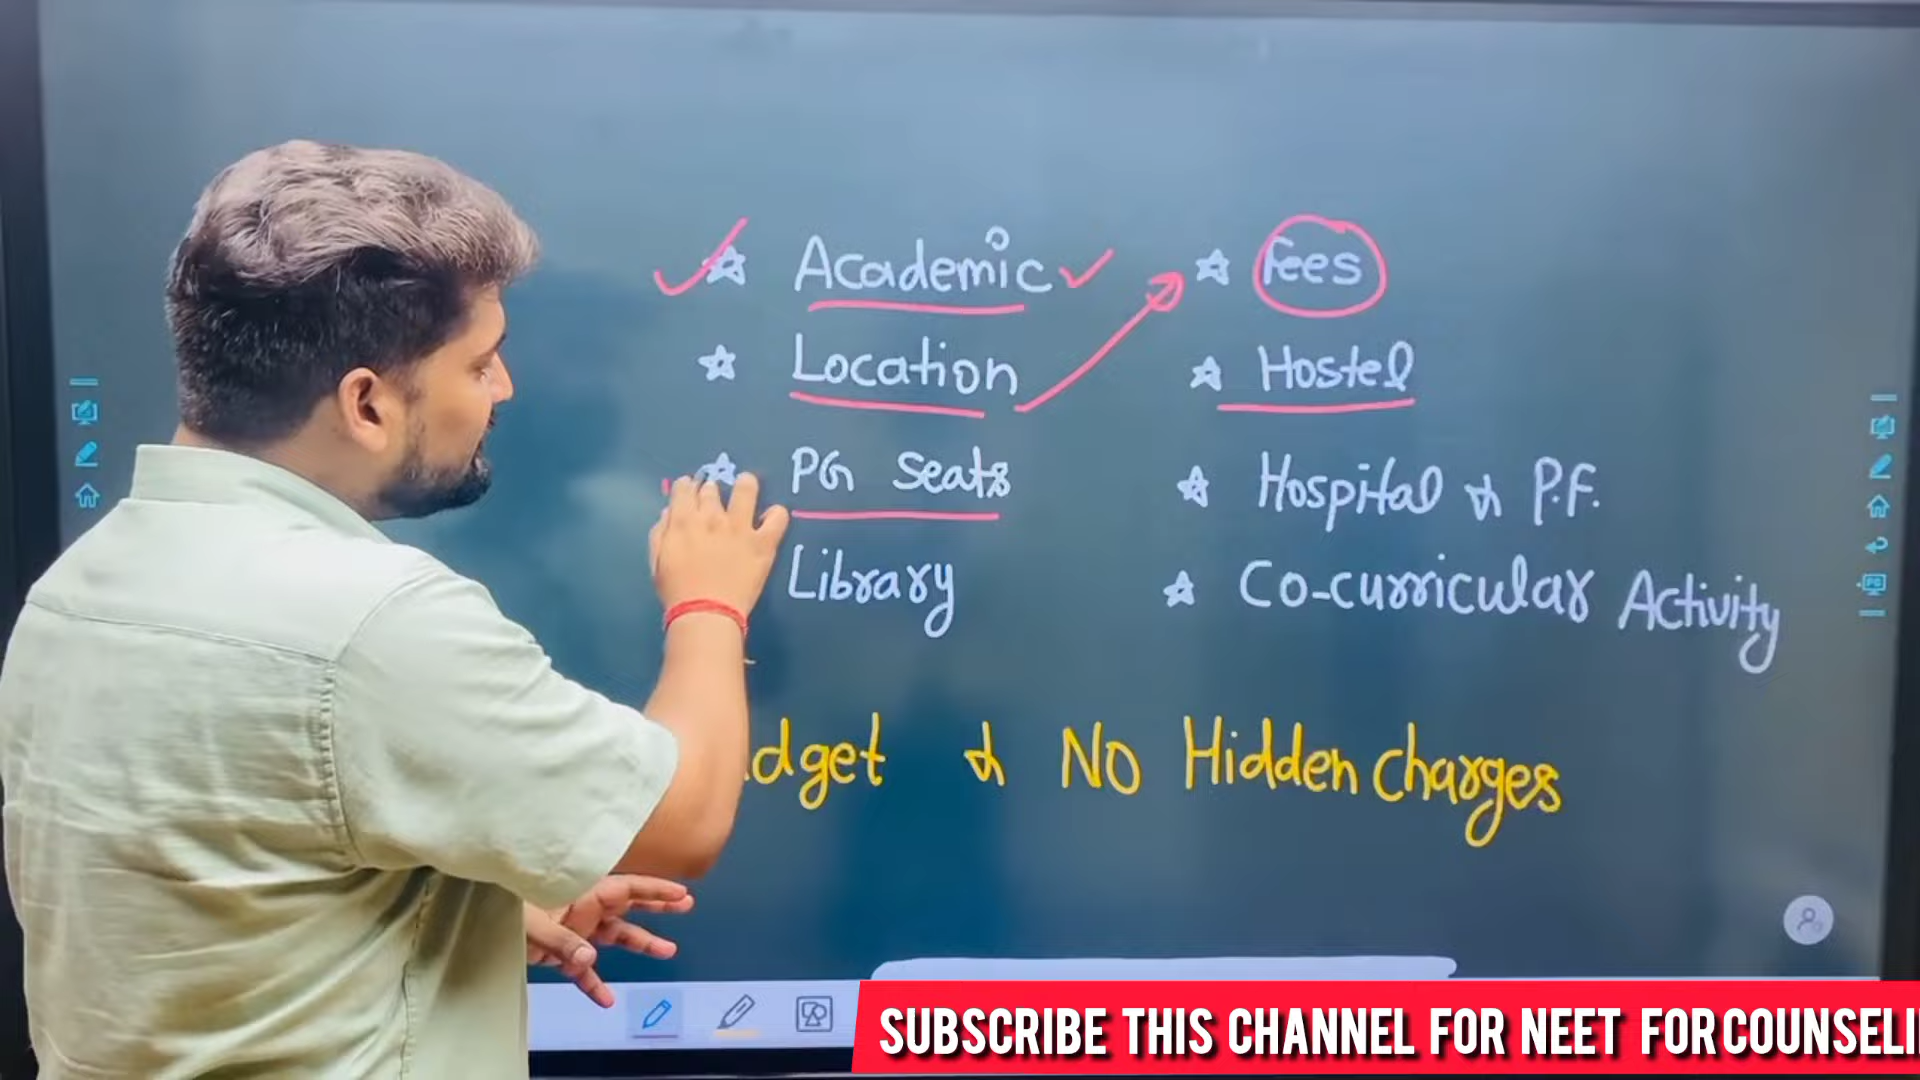 ☆ Academic ✓
☆ Location
☆ PG Seats
Library
☆ Fees
☆ Hostel
☆ Hospital & P.F.
☆ Co-curricular Activity
dget & NO Hidden Charges
SUBSCRIBE THIS CHANNEL FOR NEET FOR COUNSELI